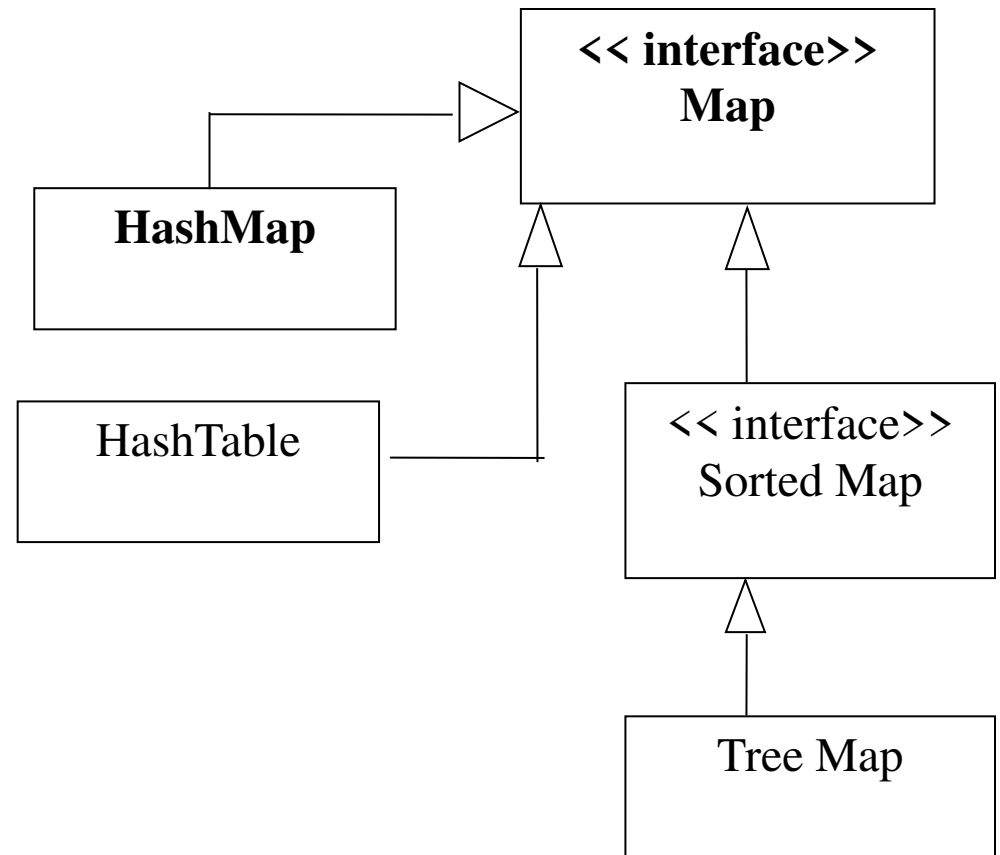 << interface>>
Map
HashMap
HashTable
<< interface>>
Sorted Map
Tree Map